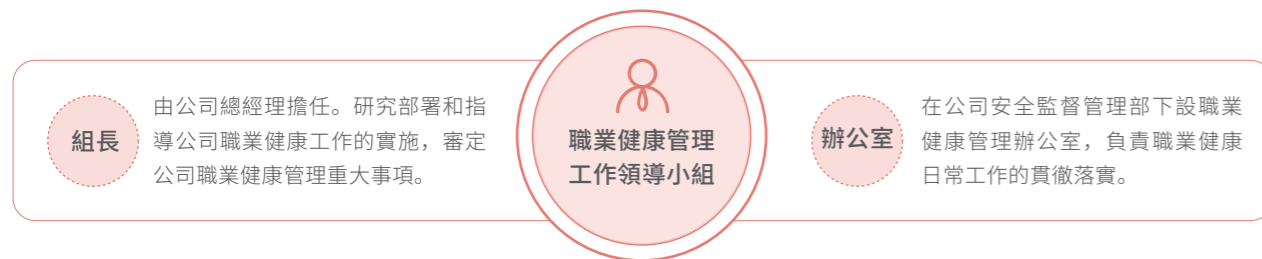 組長
由公司總經理擔任。研究部署和指
導公司職業健康工作的實施，審定
公司職業健康管理重大事項。
職業健康管理
工作領導小組
辦公室
在公司安全監督管理部下設職業
健康管理辦公室，負責職業健康
日常工作的貫徹落實。